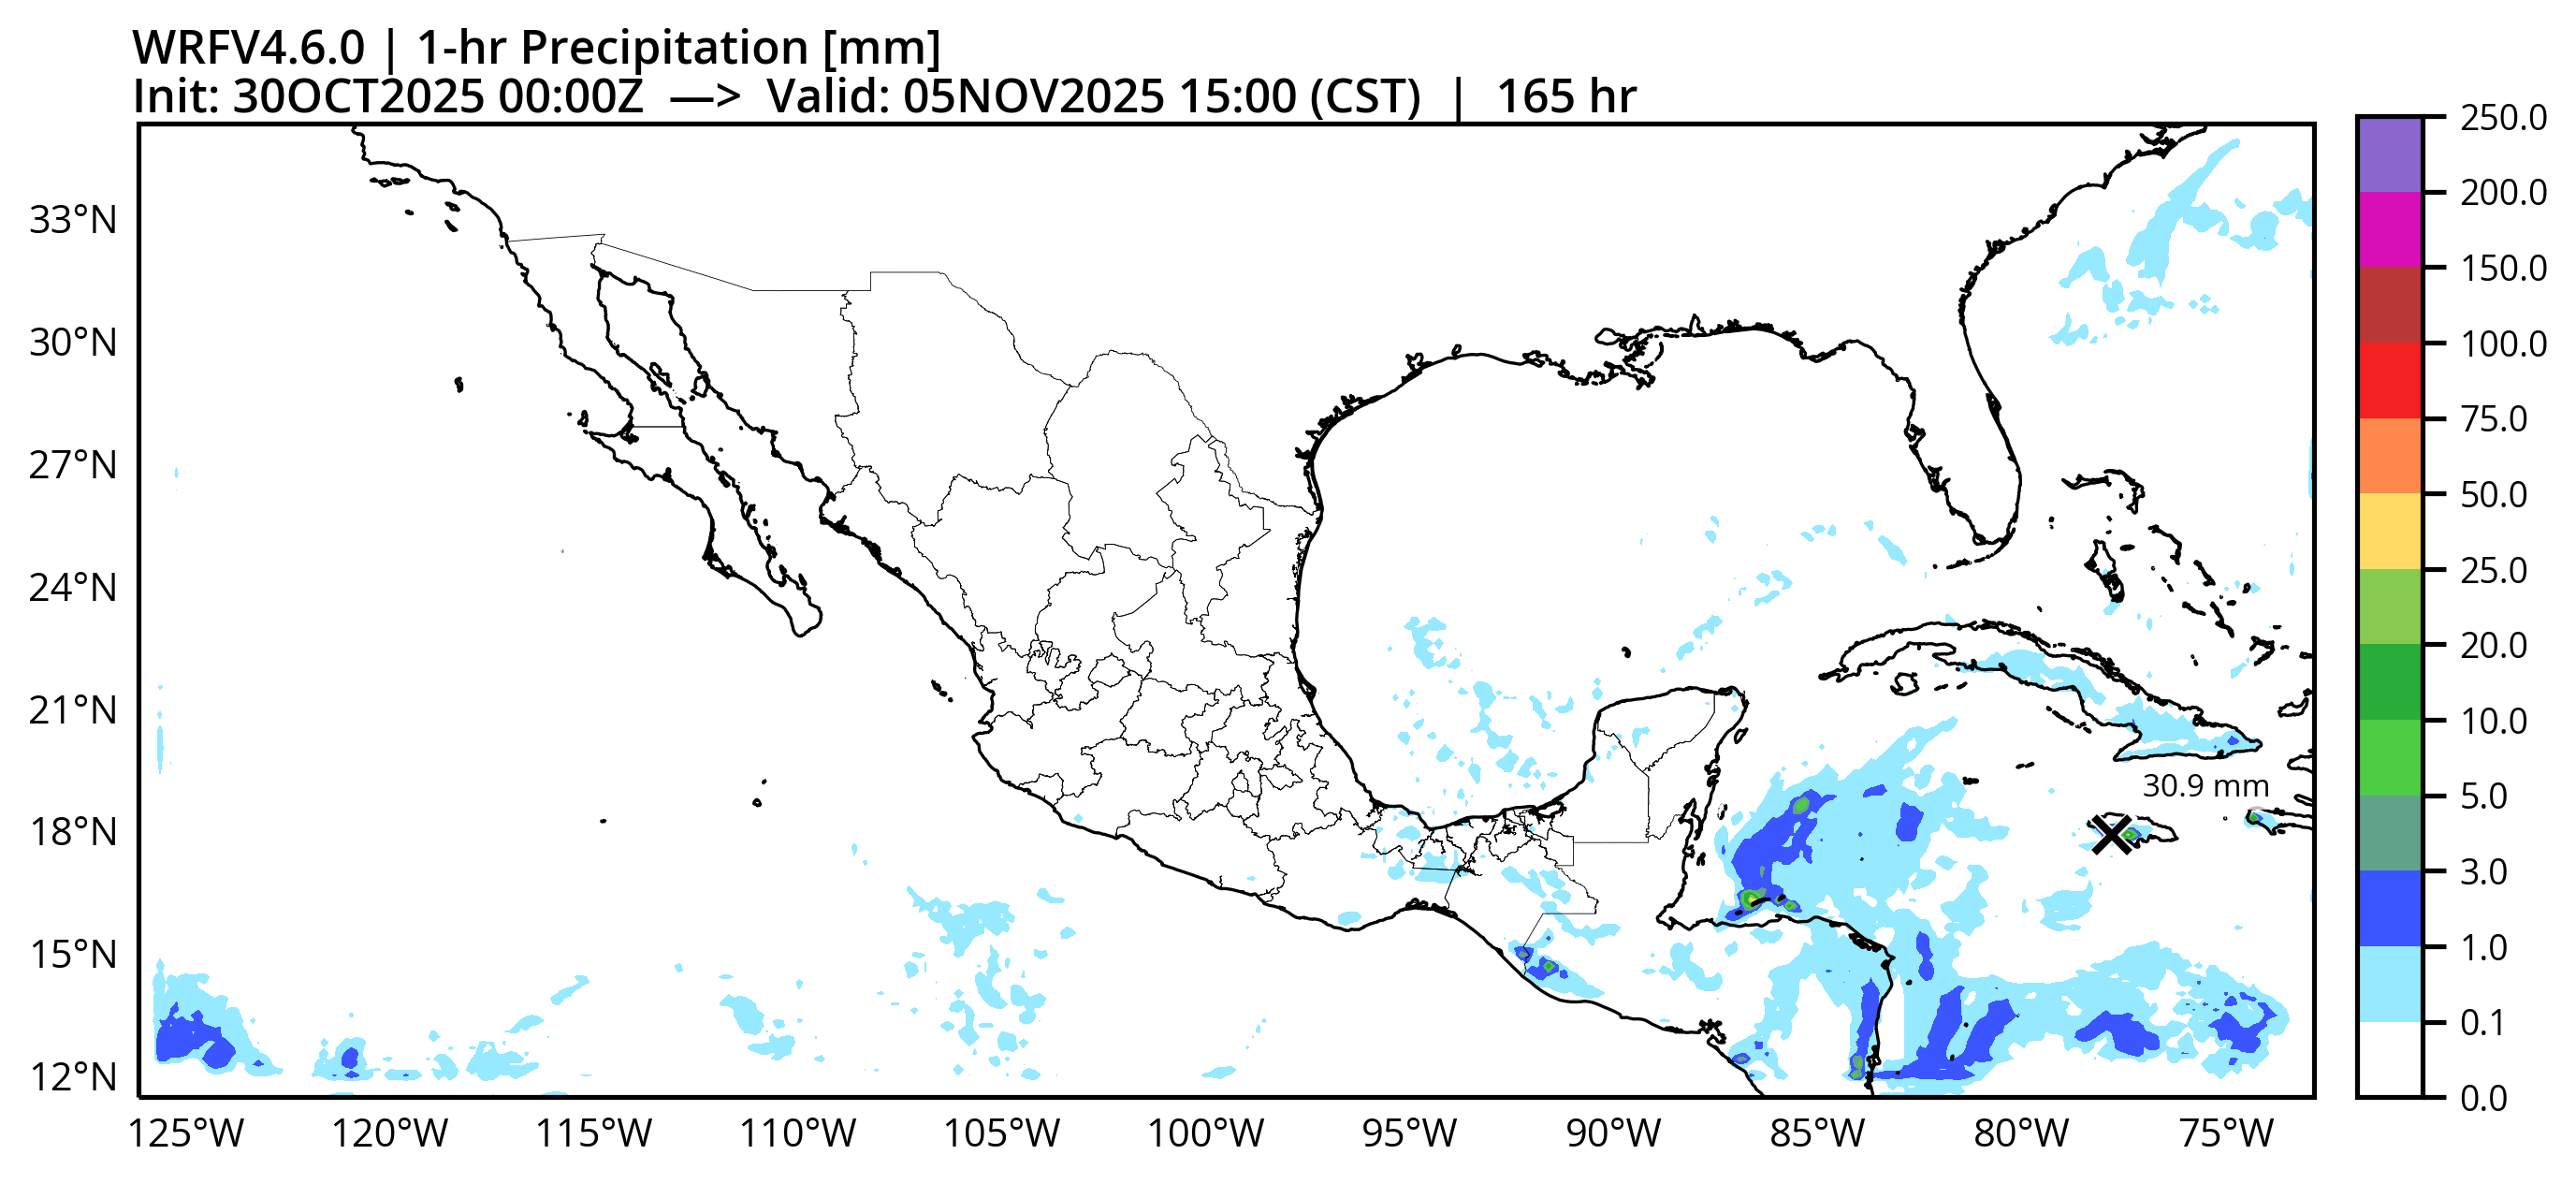 WRFV4.6.0 | 1-hr Precipitation [mm]
Init: 30OCT2025 00:00Z —> Valid: 05NOV2025 15:00 (CST) | 165 hr
250.0
200.0
150.0
100.0
75.0
50.0
25.0
20.0
10.0
5.0
3.0
1.0
0.1
0.0
33°N
30°N
27°N
24°N
21°N
18°N
15°N
12°N
30.9 mm
125°W 120°W 115°W 110°W 105°W 100°W 95°W 90°W 85°W 80°W 75°W